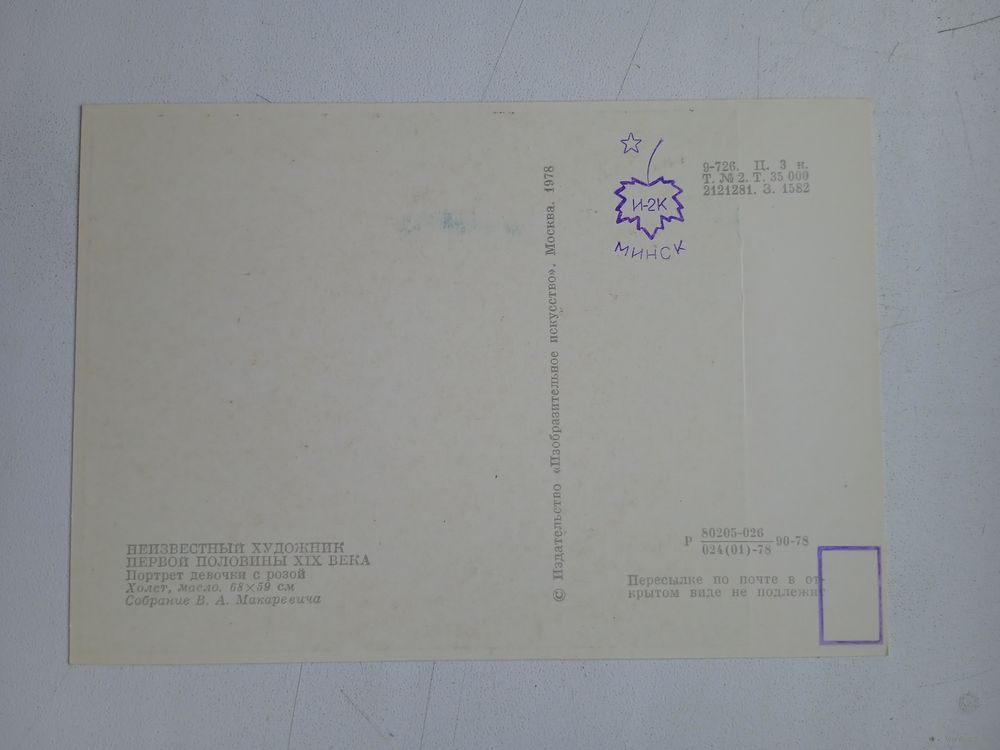 И-2К
МИНСК
9-726. Ц. 3 к.
Т. № 2. Т. 35 000
2121281. З. 1582
© Издательство «Изобразительное искусство». Москва. 1978
НЕИЗВЕСТНЫЙ ХУДОЖНИК
ПЕРВОЙ ПОЛОВИНЫ XIX ВЕКА
Портрет девочки с розой
Холст, масло. 68×59 см
Собрание В. А. Макаревича
Р 80205-026 90-78
024(01)-78
Пересылке по почте в от-
крытом виде не подлежит